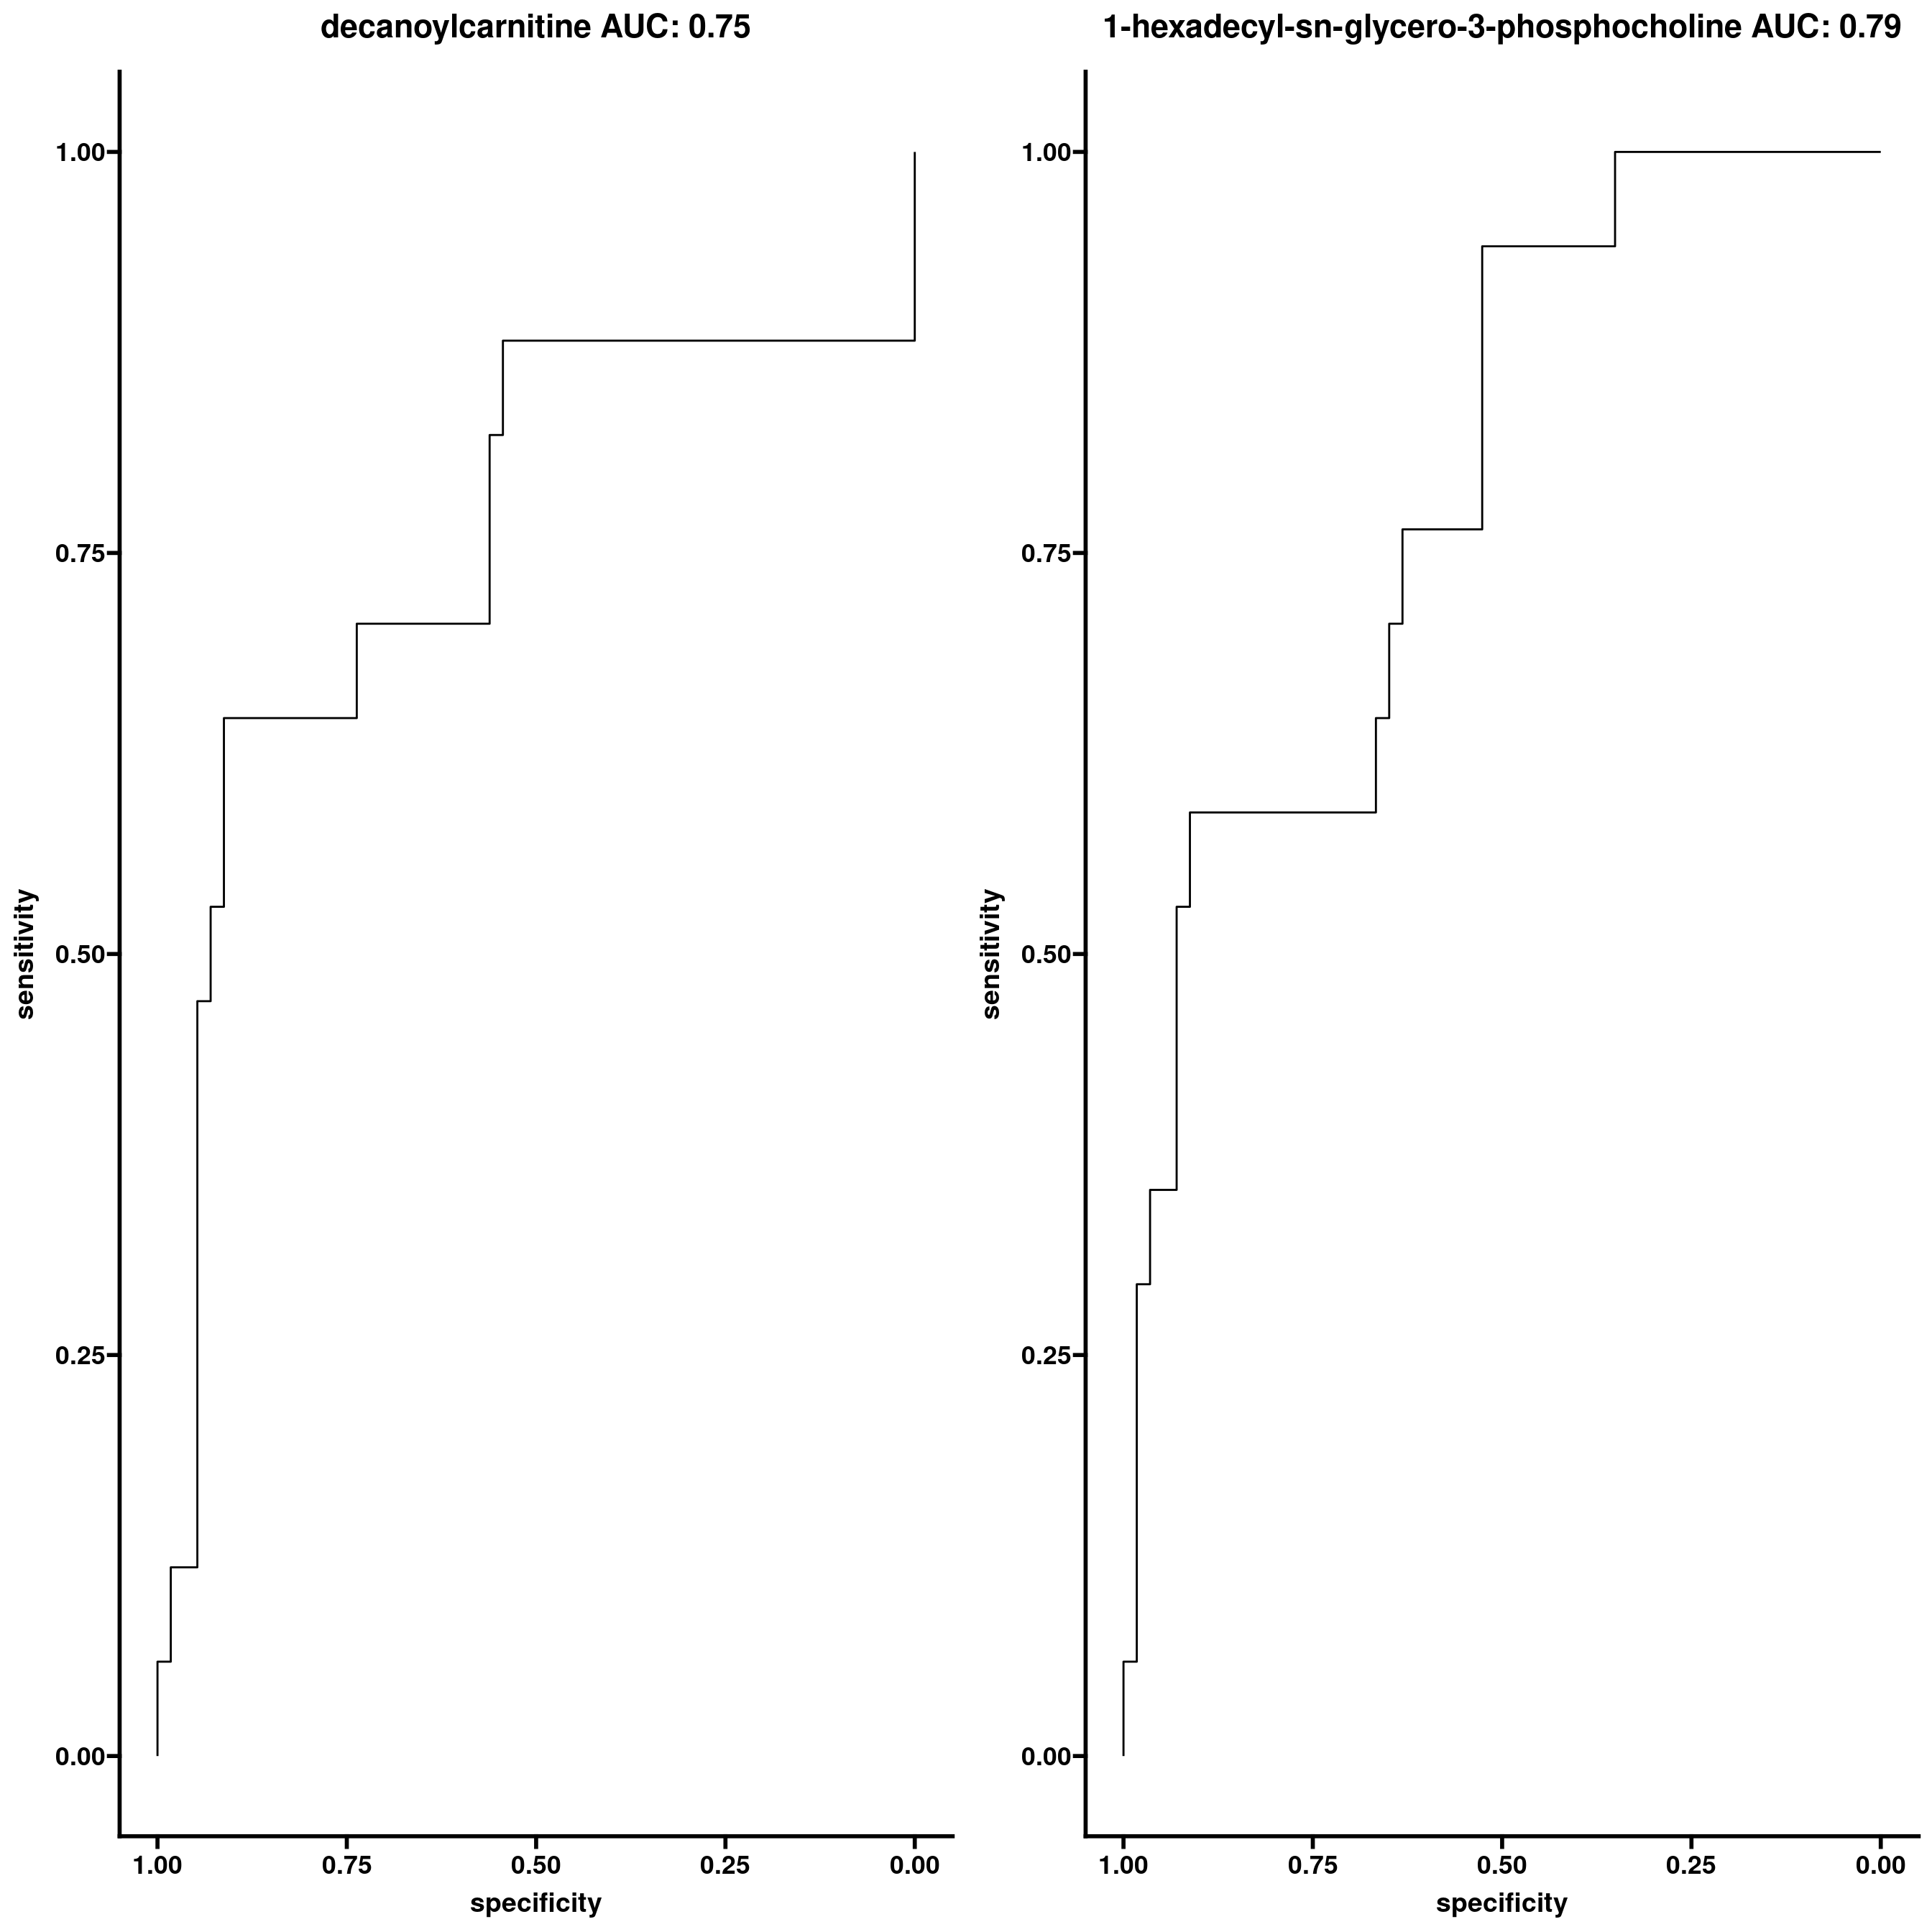 decanoylcarnitine AUC: 0.75
1.00
0.75
0.50
0.25
0.00
sensitivity
1.00 0.75 0.50 0.25 0.00
specificity
1-hexadecyl-sn-glycero-3-phosphocholine AUC: 0.79
1.00
0.75
0.50
0.25
0.00
sensitivity
1.00 0.75 0.50 0.25 0.00
specificity